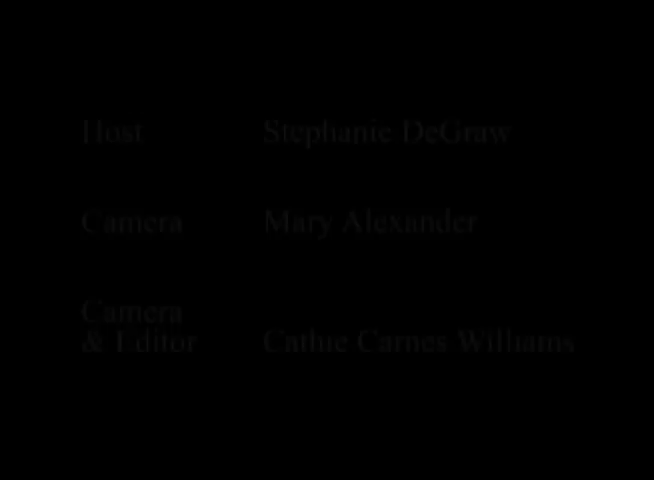 Host Stephanie DeGraw
Camera Mary Alexander
Camera
& Editor Cathie Carnes Williams